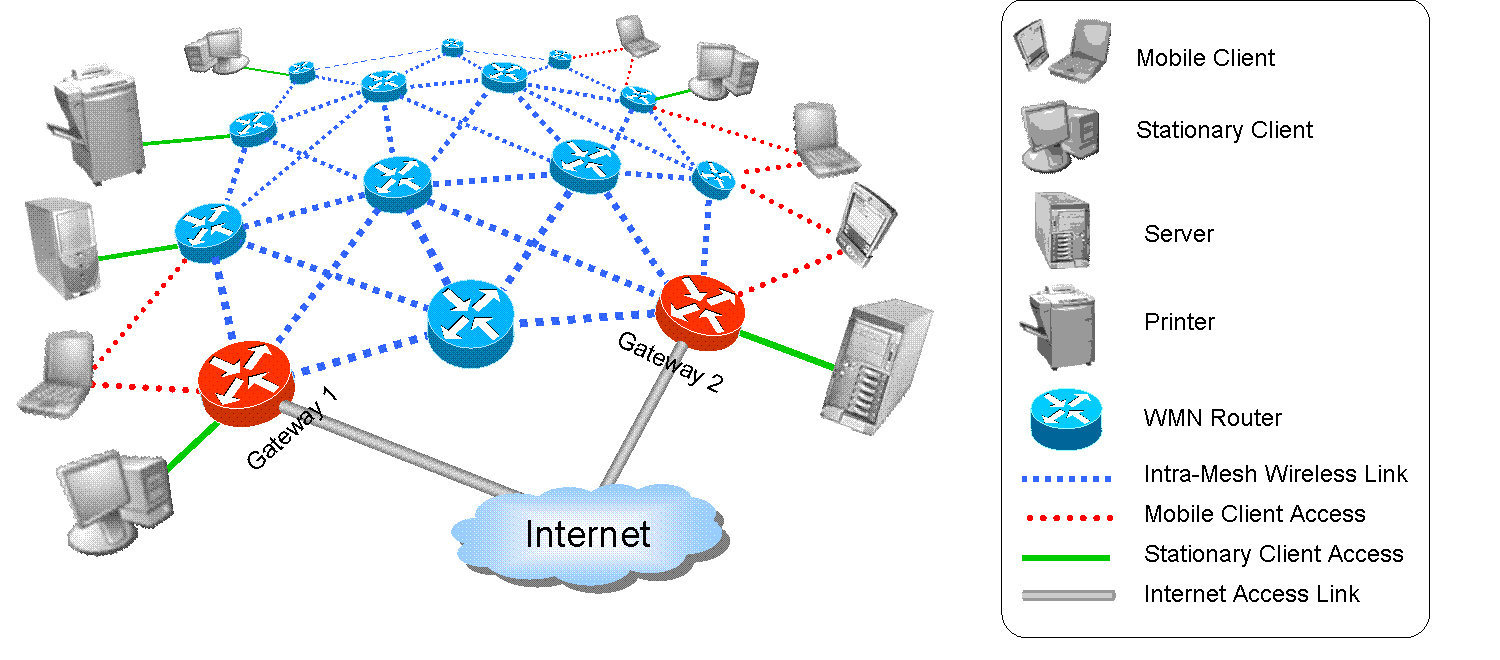 Gateway 1
Gateway 2
Internet
Mobile Client
Stationary Client
Server
Printer
WMN Router
Intra-Mesh Wireless Link
Mobile Client Access
Stationary Client Access
Internet Access Link